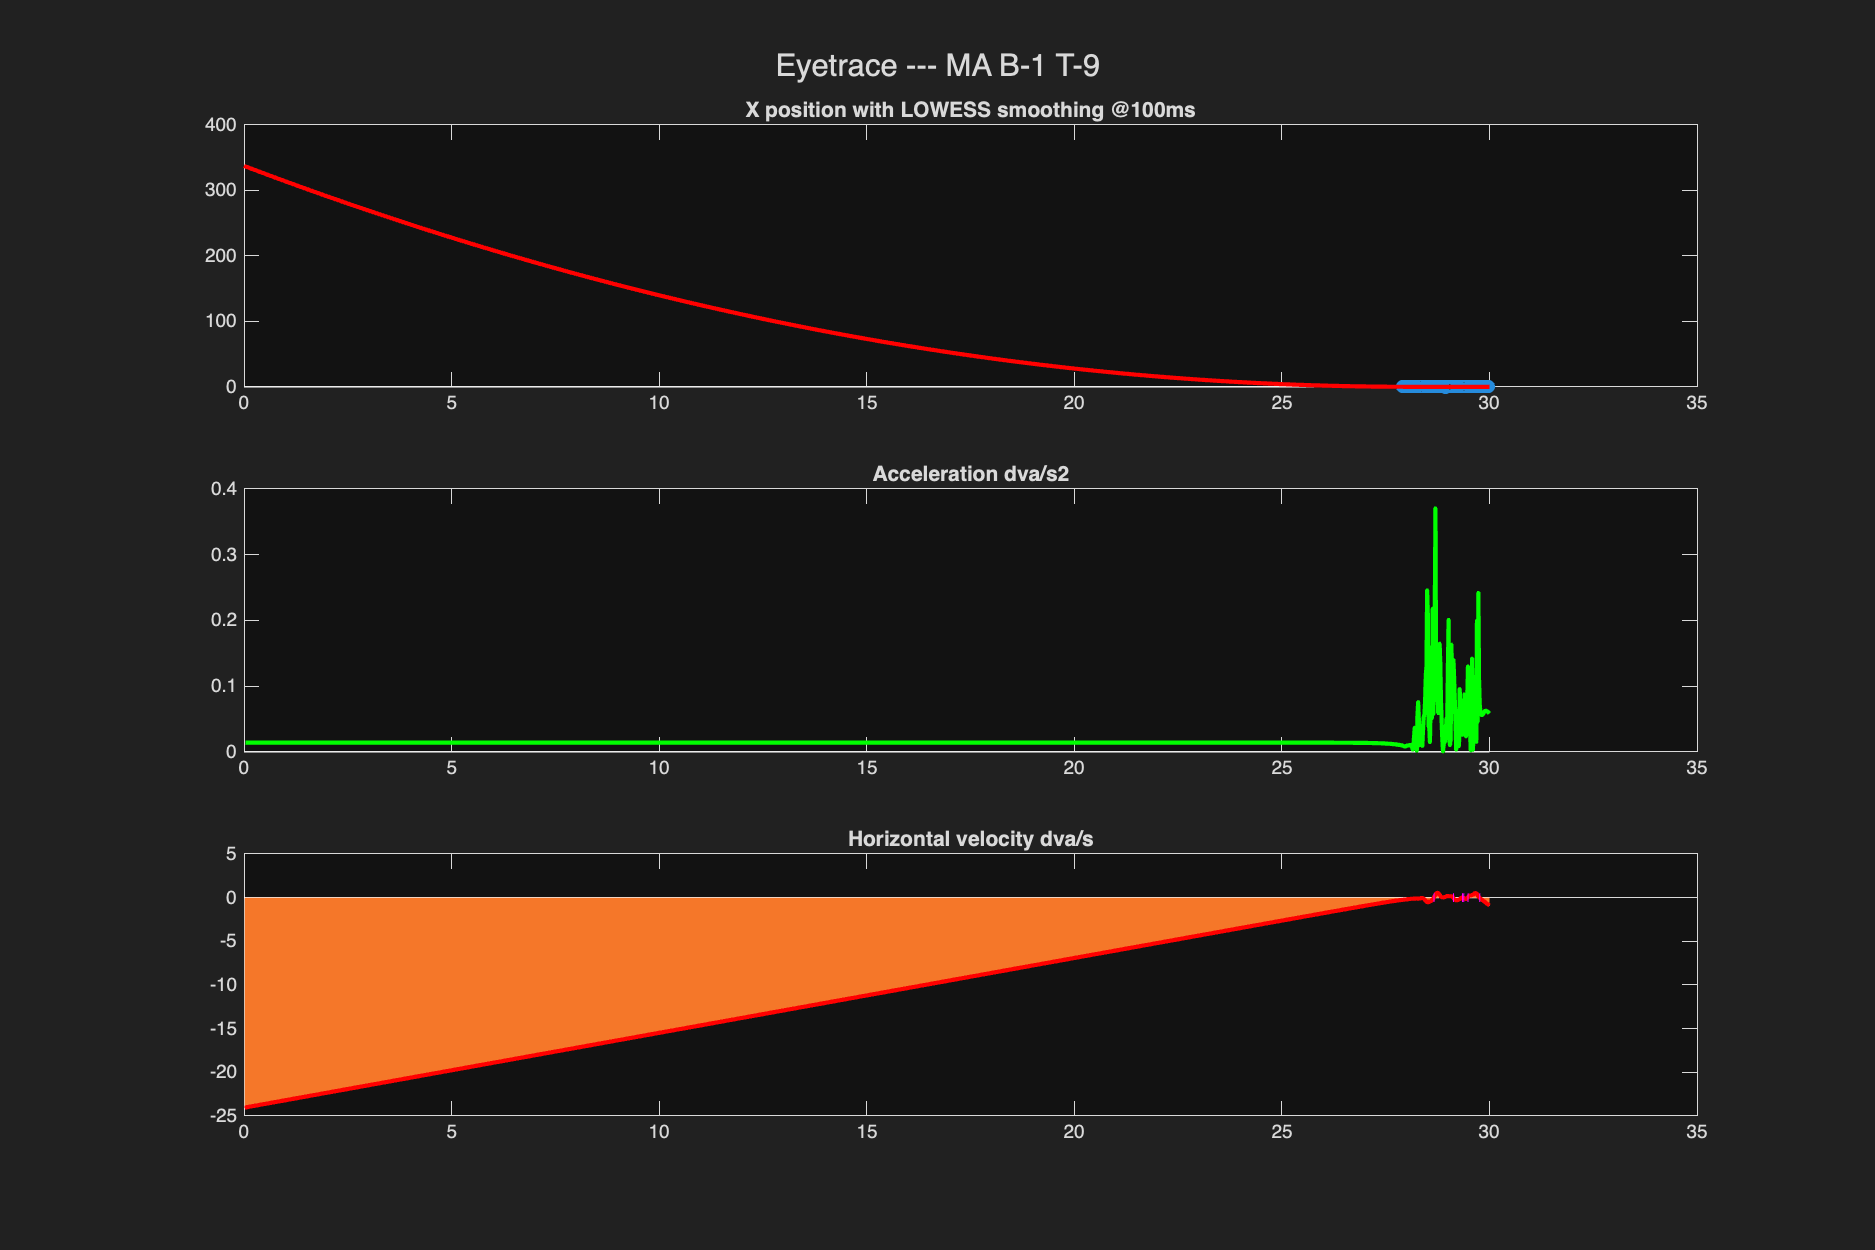 Eyetrace --- MA B-1 T-9
X position with LOWESS smoothing @100ms
400
300
200
100
0
0 5 10 15 20 25 30 35
Acceleration dva/s2
0.4
0.3
0.2
0.1
0
0 5 10 15 20 25 30 35
Horizontal velocity dva/s
5
0
-5
-10
-15
-20
-25
0 5 10 15 20 25 30 35